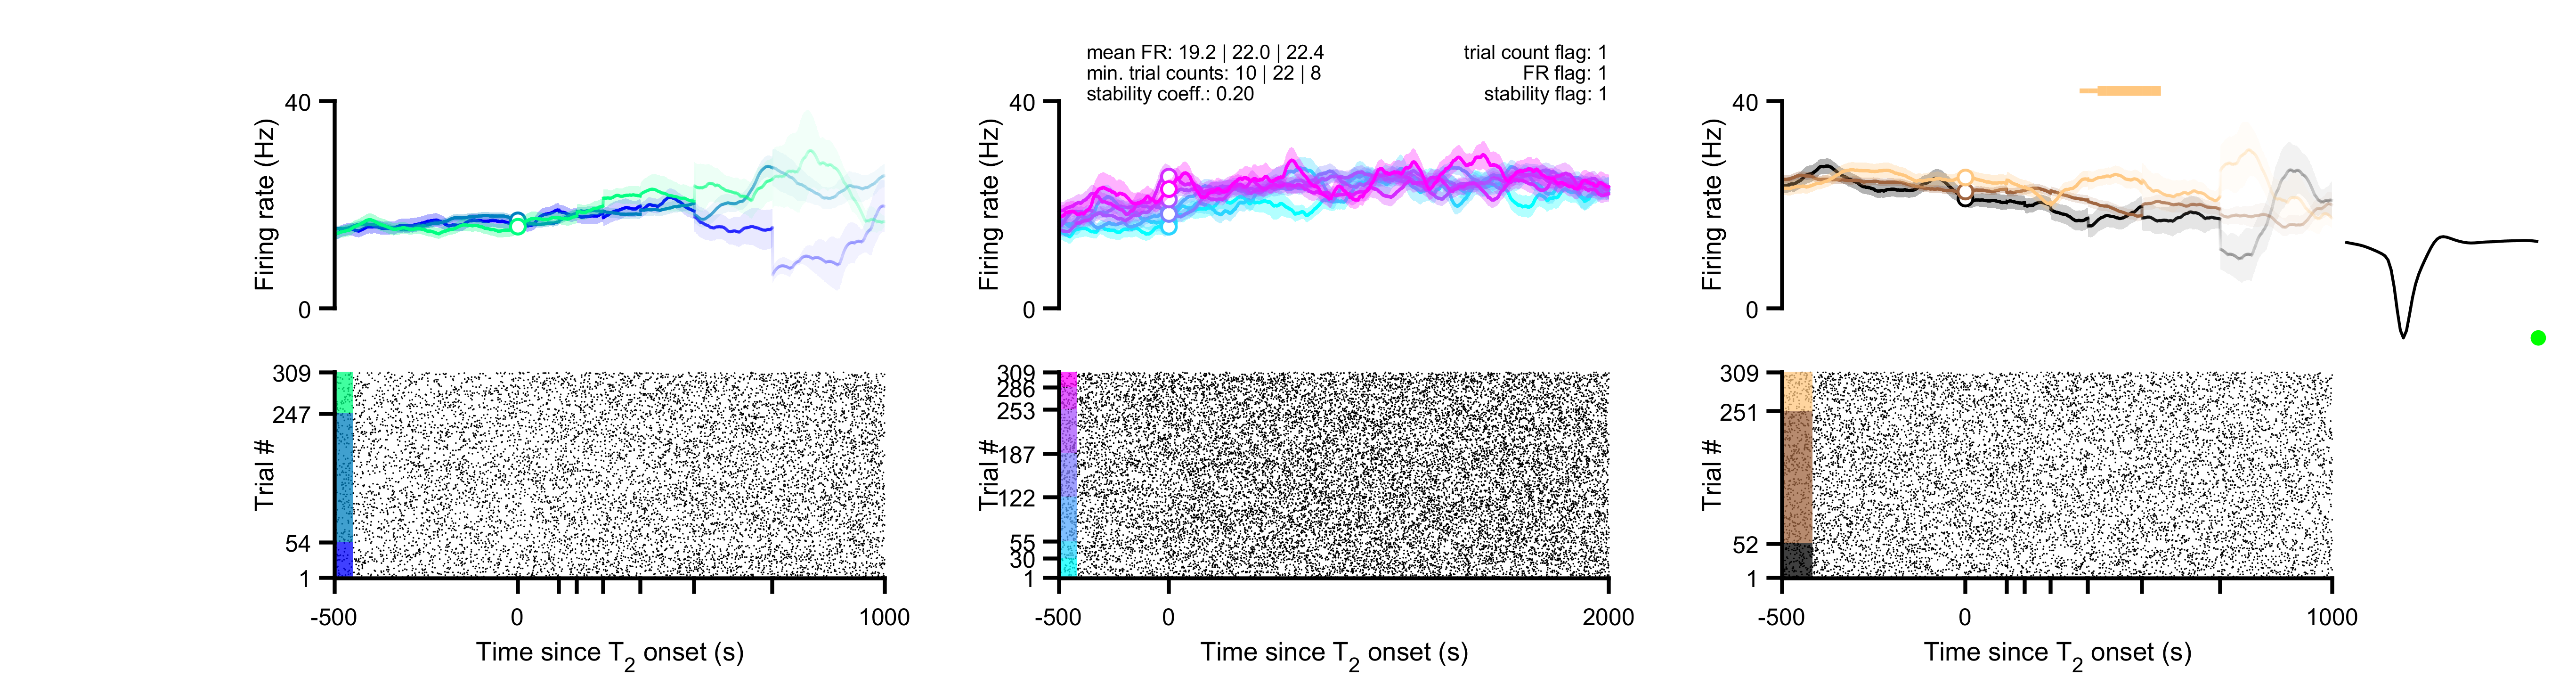 mean FR: 19.2 | 22.0 | 22.4
min. trial counts: 10 | 22 | 8
stability coeff.: 0.20
trial count flag: 1
FR flag: 1
stability flag: 1
40
Firing rate (Hz)
0
40
Firing rate (Hz)
0
40
Firing rate (Hz)
0
309
247
Trial #
54
1
-500
0
1000
Time since T2 onset (s)
309
286
253
187
Trial #
122
55
30
1
-500
0
2000
Time since T2 onset (s)
309
251
Trial #
52
1
-500
0
1000
Time since T2 onset (s)